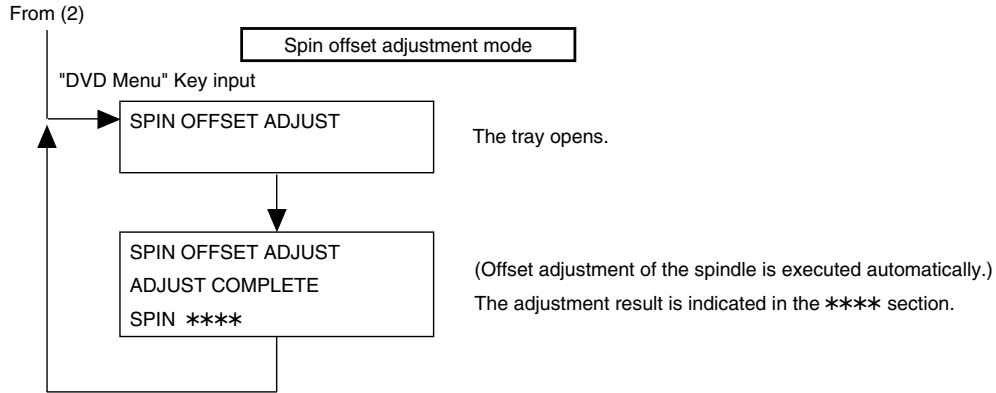 From (2)
Spin offset adjustment mode
"DVD Menu" Key input
SPIN OFFSET ADJUST
The tray opens.
SPIN OFFSET ADJUST
ADJUST COMPLETE
SPIN ****
(Offset adjustment of the spindle is executed automatically.)
The adjustment result is indicated in the **** section.